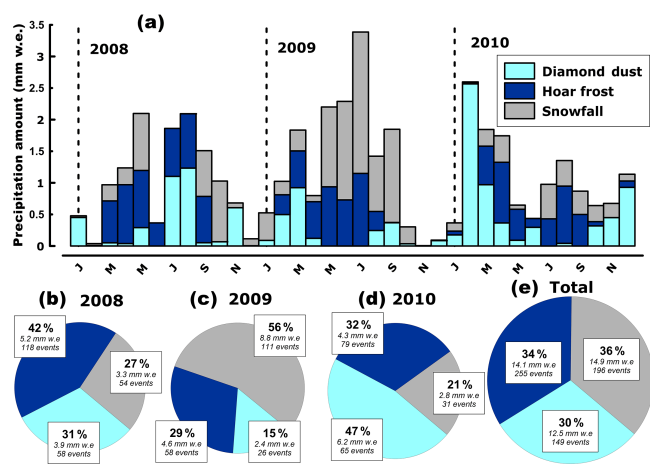 (a)
Precipitation amount (mm w.e.)
3.5
3
2.5
2
1.5
1
0.5
0
2008
2009
2010
Diamond dust
Hoar frost
Snowfall
J M M J S N J M M J S N J M M J S N
(b) 2008
42 %
5.2 mm w.e
118 events
27 %
3.3 mm w.e
54 events
31 %
3.9 mm w.e
58 events
(c) 2009
56 %
8.8 mm w.e
111 events
29 %
4.6 mm w.e
58 events
15 %
2.4 mm w.e
26 events
(d) 2010
32 %
4.3 mm w.e
79 events
21 %
2.8 mm w.e
31 events
47 %
6.2 mm w.e
65 events
(e) Total
34 %
14.1 mm w.e
255 events
36 %
14.9 mm w.e
196 events
30 %
12.5 mm w.e
149 events